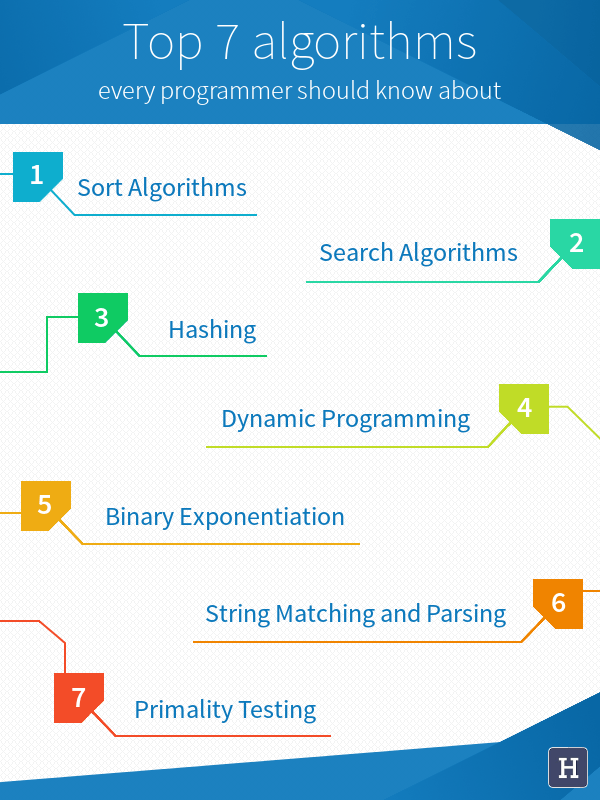 Top 7 algorithms
every programmer should know about
1 Sort Algorithms
2 Search Algorithms
3 Hashing
4 Dynamic Programming
5 Binary Exponentiation
6 String Matching and Parsing
7 Primality Testing
H